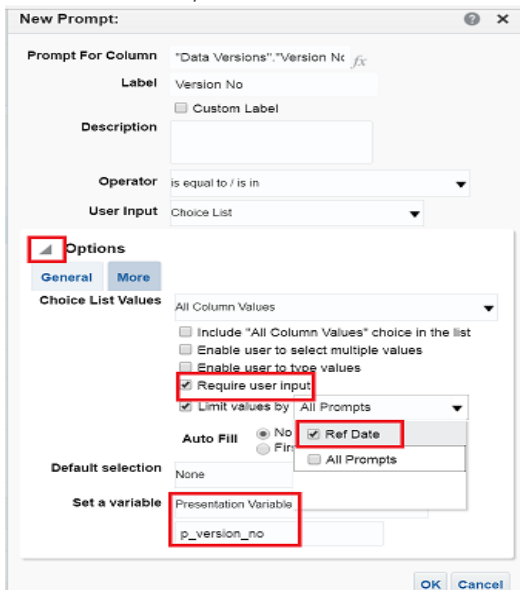 New Prompt:
Prompt For Column "Data Versions"."Version Nc fx
Label Version No
Custom Label
Description
Operator is equal to / is in
User Input Choice List
Options
General More
Choice List Values All Column Values
Include "All Column Values" choice in the list
Enable user to select multiple values
Enable user to type values
Require user input
Limit values by All Prompts
Auto Fill No Ref Date
Fir All Prompts
Default selection None
Set a variable Presentation Variable
p_version_no
OK Cancel